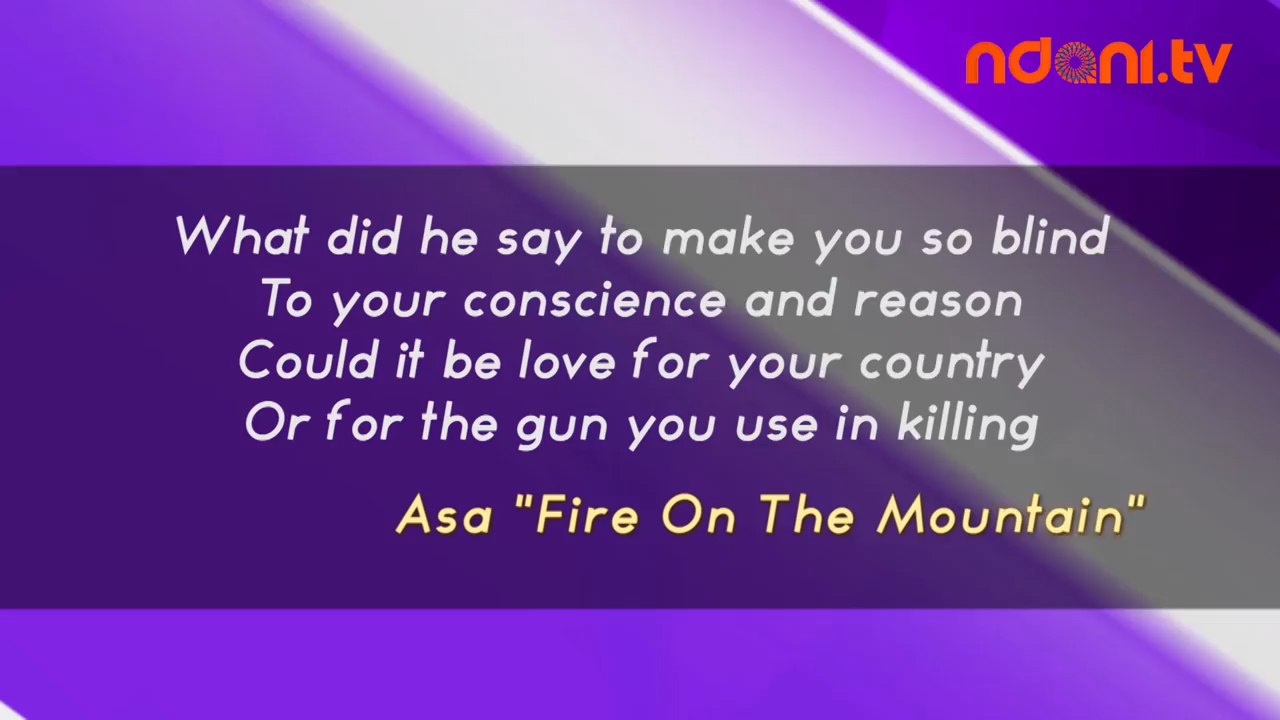 ndani.tv
What did he say to make you so blind
To your conscience and reason
Could it be love for your country
Or for the gun you use in killing
Asa "Fire On The Mountain"